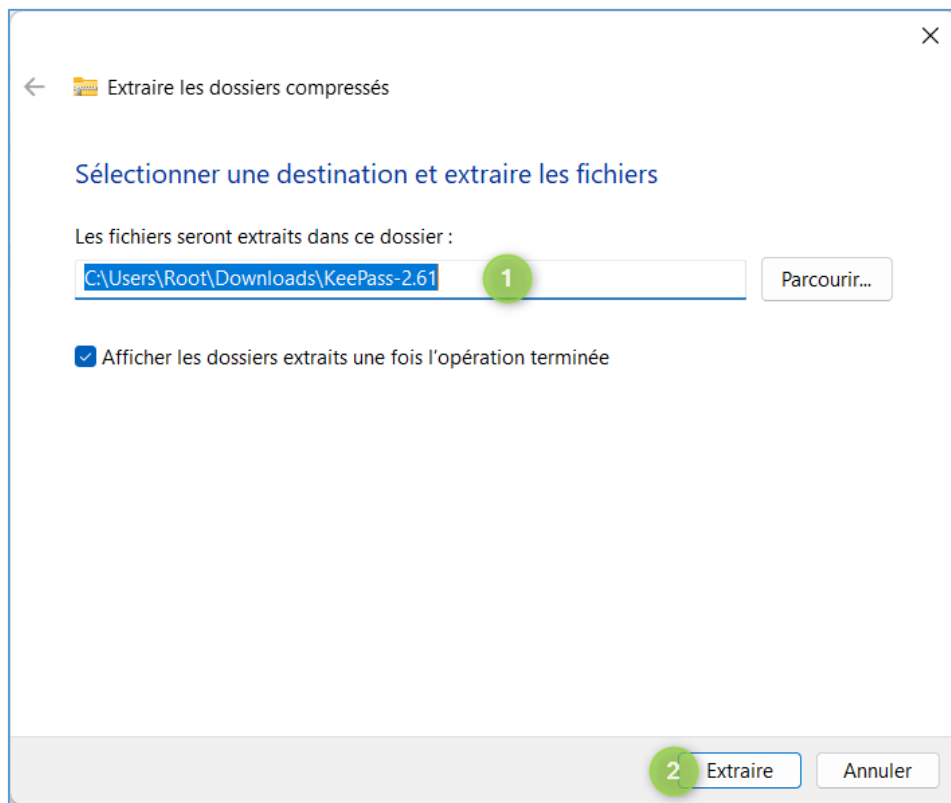 Extraire les dossiers compressés
Sélectionner une destination et extraire les fichiers
Les fichiers seront extraits dans ce dossier :
C:\Users\Root\Downloads\KeePass-2.61 1 Parcourir...
Afficher les dossiers extraits une fois l'opération terminée
2 Extraire Annuler